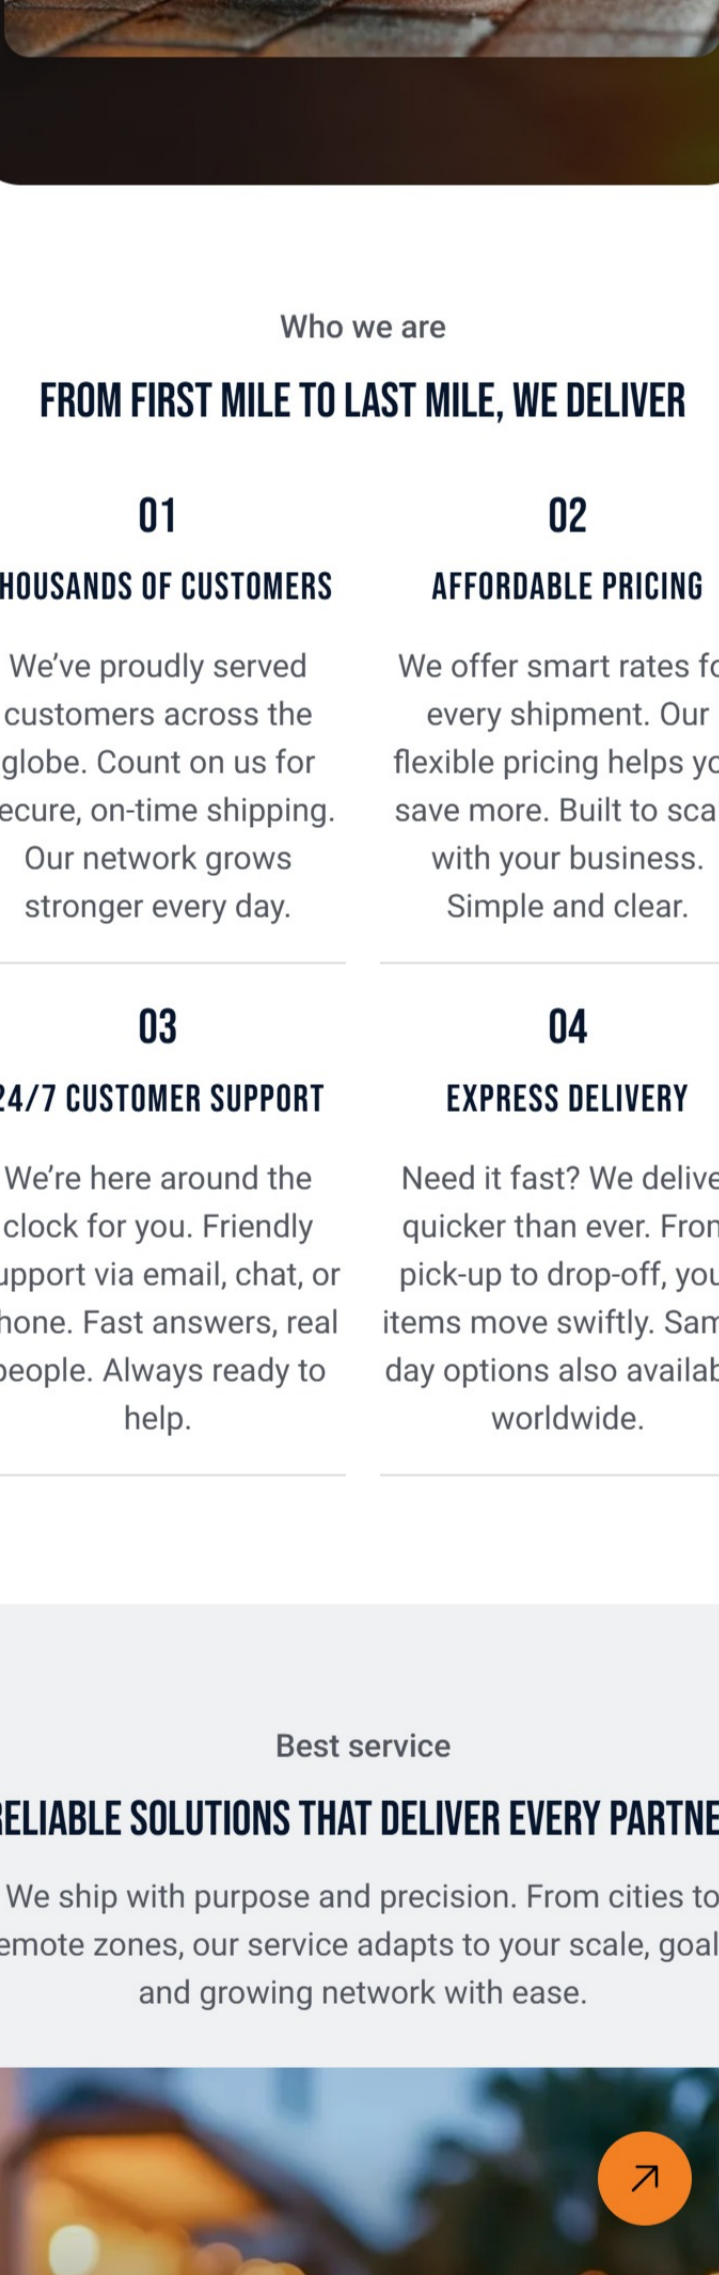 Who we are
FROM FIRST MILE TO LAST MILE, WE DELIVER
01
HOUSANDS OF CUSTOMERS
We’ve proudly served
customers across the
globe. Count on us for
ecure, on-time shipping.
Our network grows
stronger every day.
02
AFFORDABLE PRICING
We offer smart rates fo
every shipment. Our
flexible pricing helps yo
save more. Built to sca
with your business.
Simple and clear.
03
24/7 CUSTOMER SUPPORT
We’re here around the
clock for you. Friendly
upport via email, chat, or
hone. Fast answers, real
people. Always ready to
help.
04
EXPRESS DELIVERY
Need it fast? We delive
quicker than ever. From
pick-up to drop-off, you
items move swiftly. Sam
day options also availab
worldwide.
Best service
RELIABLE SOLUTIONS THAT DELIVER EVERY PARTNE
We ship with purpose and precision. From cities to
emote zones, our service adapts to your scale, goal
and growing network with ease.